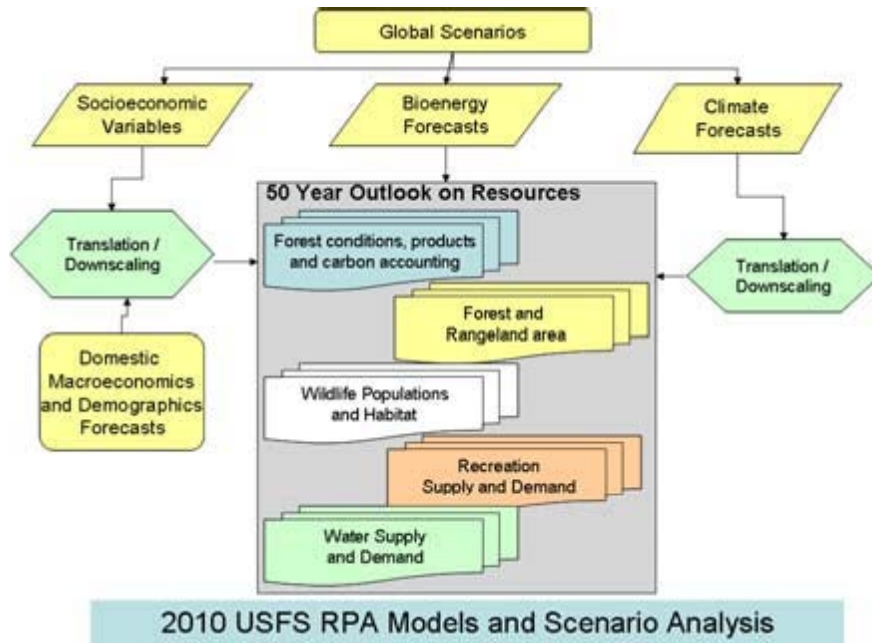 Global Scenarios
Socioeconomic
Variables
Bioenergy
Forecasts
Climate
Forecasts
50 Year Outlook on Resources
Translation /
Downscaling
Forest conditions, products
and carbon accounting
Translation /
Downscaling
Forest and
Rangeland area
Domestic
Macroeconomics
and Demographics
Forecasts
Wildlife Populations
and Habitat
Recreation
Supply and Demand
Water Supply
and Demand
2010 USFS RPA Models and Scenario Analysis